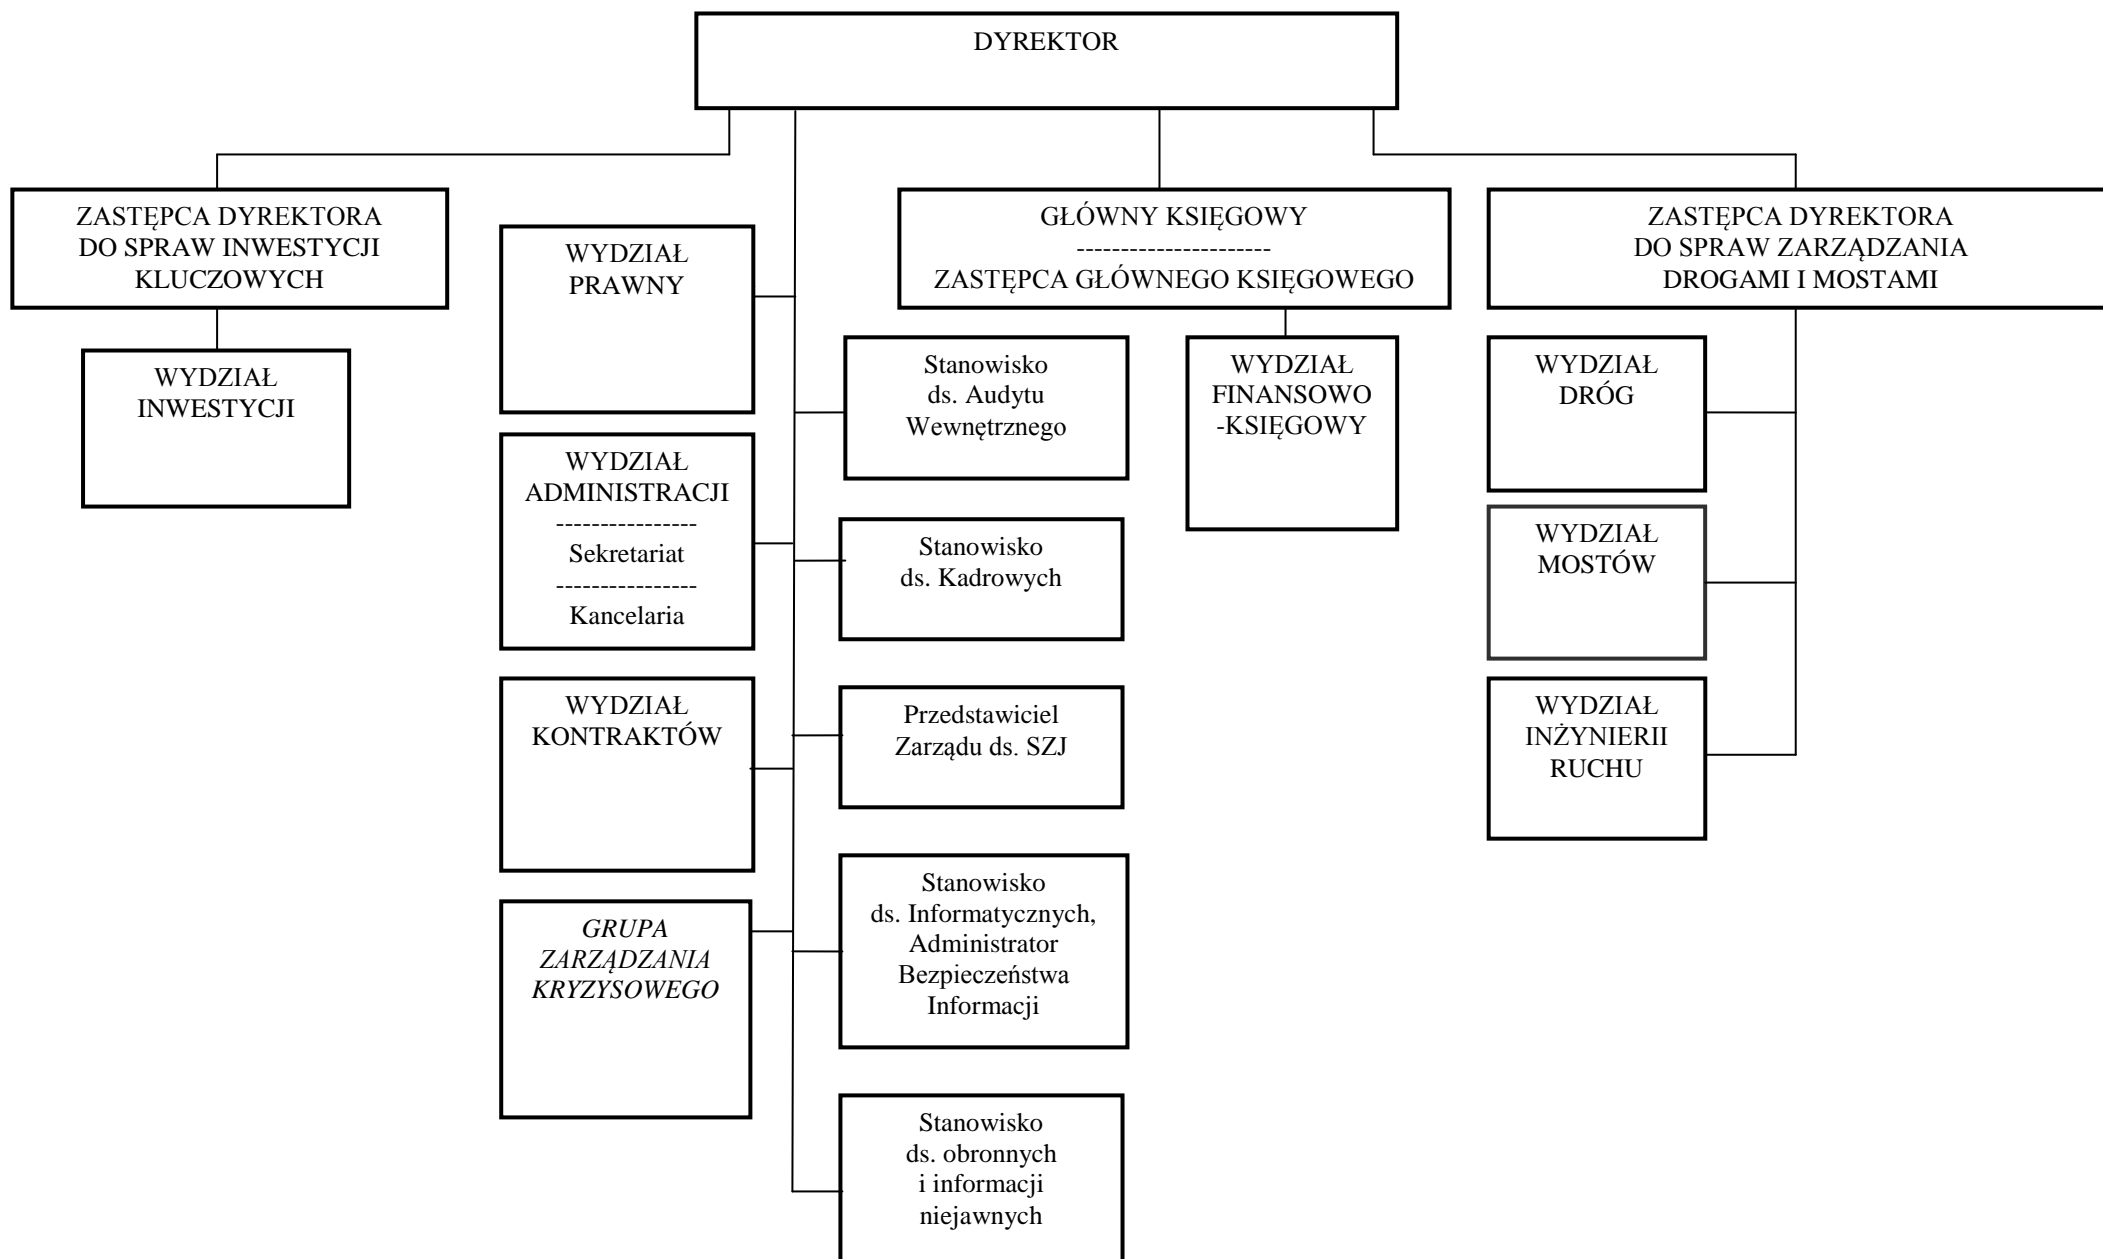 DYREKTOR
ZASTĘPCA DYREKTORA
DO SPRAW INWESTYCJI
KLUCZOWYCH
WYDZIAŁ
INWESTYCJI
WYDZIAŁ
PRAWNY
WYDZIAŁ
ADMINISTRACJI
----------------
Sekretariat
----------------
Kancelaria
WYDZIAŁ
KONTRAKTÓW
GRUPA
ZARZĄDZANIA
KRYZYSOWEGO
GŁÓWNY KSIĘGOWY
----------------------
ZASTĘPCA GŁÓWNEGO KSIĘGOWEGO
Stanowisko
ds. Audytu
Wewnętrznego
Stanowisko
ds. Kadrowych
Przedstawiciel
Zarządu ds. SZJ
Stanowisko
ds. Informatycznych,
Administrator
Bezpieczeństwa
Informacji
Stanowisko
ds. obronnych
i informacji
niejawnych
WYDZIAŁ
FINANSOWO
-KSIĘGOWY
ZASTĘPCA DYREKTORA
DO SPRAW ZARZĄDZANIA
DROGAMI I MOSTAMI
WYDZIAŁ
DRÓG
WYDZIAŁ
MOSTÓW
WYDZIAŁ
INŻYNIERII
RUCHU